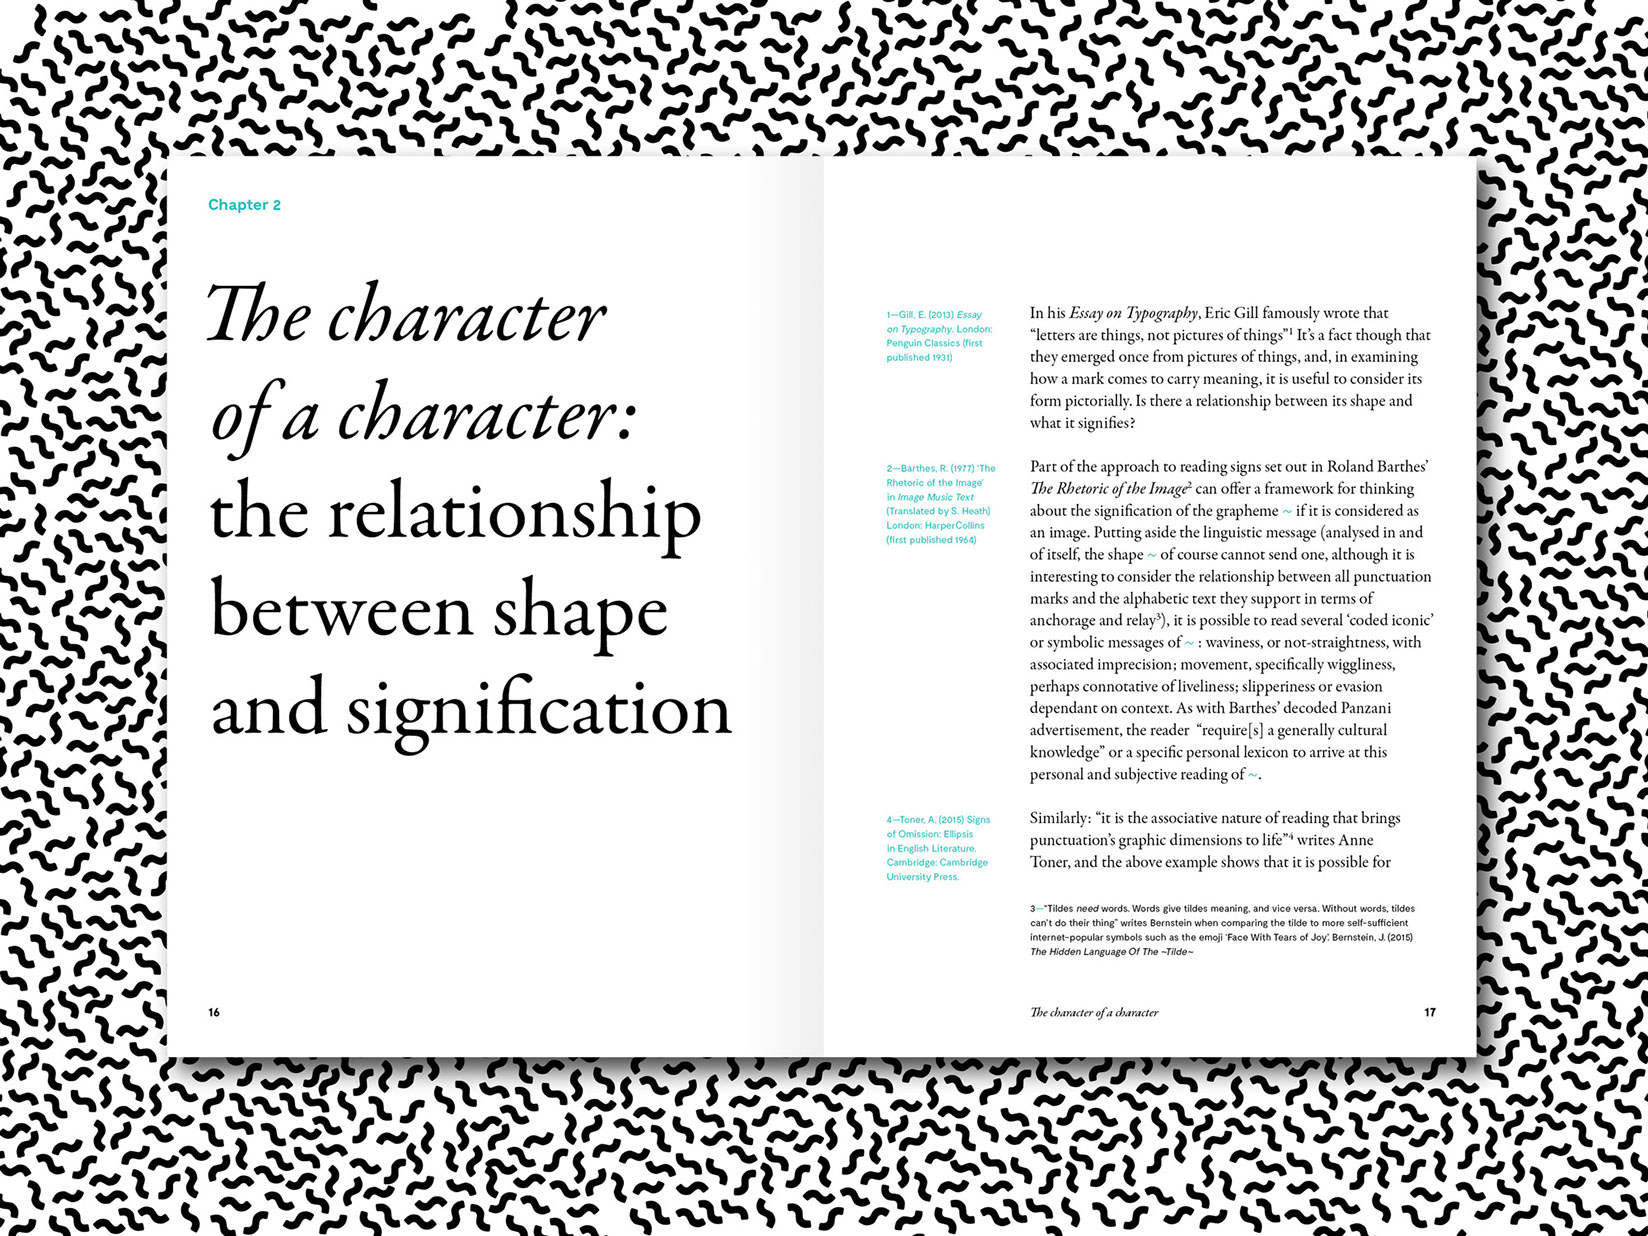 Chapter 2
The character
of a character:
the relationship
between shape
and signification
16
1—Gill, E. (2013) Essay
on Typography. London:
Penguin Classics (first
published 1931)
In his Essay on Typography, Eric Gill famously wrote that
“letters are things, not pictures of things”¹ It’s a fact though that
they emerged once from pictures of things, and, in examining
how a mark comes to carry meaning, it is useful to consider its
form pictorially. Is there a relationship between its shape and
what it signifies?
2—Barthes, R. (1977) ‘The
Rhetoric of the Image’
in Image Music Text
(Translated by S. Heath)
London: HarperCollins
(first published 1964)
Part of the approach to reading signs set out in Roland Barthes’
The Rhetoric of the Image² can offer a framework for thinking
about the signification of the grapheme ~ if it is considered as
an image. Putting aside the linguistic message (analysed in and
of itself, the shape ~ of course cannot send one, although it is
interesting to consider the relationship between all punctuation
marks and the alphabetic text they support in terms of
anchorage and relay³), it is possible to read several ‘coded iconic’
or symbolic messages of ~ : waviness, or not-straightness, with
associated imprecision; movement, specifically wiggliness,
perhaps connotative of liveliness; slipperiness or evasion
dependant on context. As with Barthes’ decoded Panzani
advertisement, the reader “require[s] a generally cultural
knowledge” or a specific personal lexicon to arrive at this
personal and subjective reading of ~.
4—Toner, A. (2015) Signs
of Omission: Ellipsis
in English Literature.
Cambridge: Cambridge
University Press.
Similarly: “it is the associative nature of reading that brings
punctuation’s graphic dimensions to life”⁴ writes Anne
Toner, and the above example shows that it is possible for
3—“Tildes need words. Words give tildes meaning, and vice versa. Without words, tildes
can’t do their thing” writes Bernstein when comparing the tilde to more self-sufficient
internet-popular symbols such as the emoji ‘Face With Tears of Joy’. Bernstein, J. (2015)
The Hidden Language Of The ~Tilde~
The character of a character
17